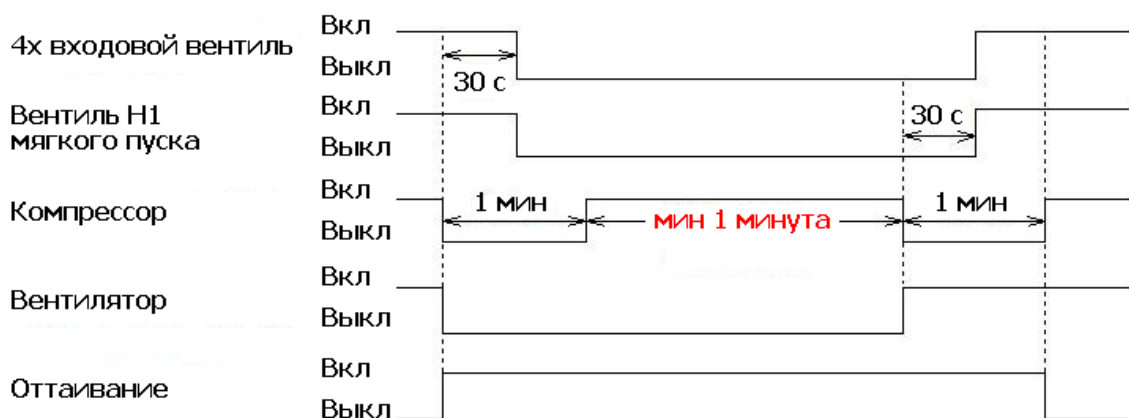 4х входовой вентиль
Вкл
Выкл
30 с
Вентиль Н1
мягкого пуска
Вкл
Выкл
30 с
Компрессор
Вкл
Выкл
1 мин
мин 1 минута
1 мин
Вентилятор
Вкл
Выкл
Оттаивание
Вкл
Выкл